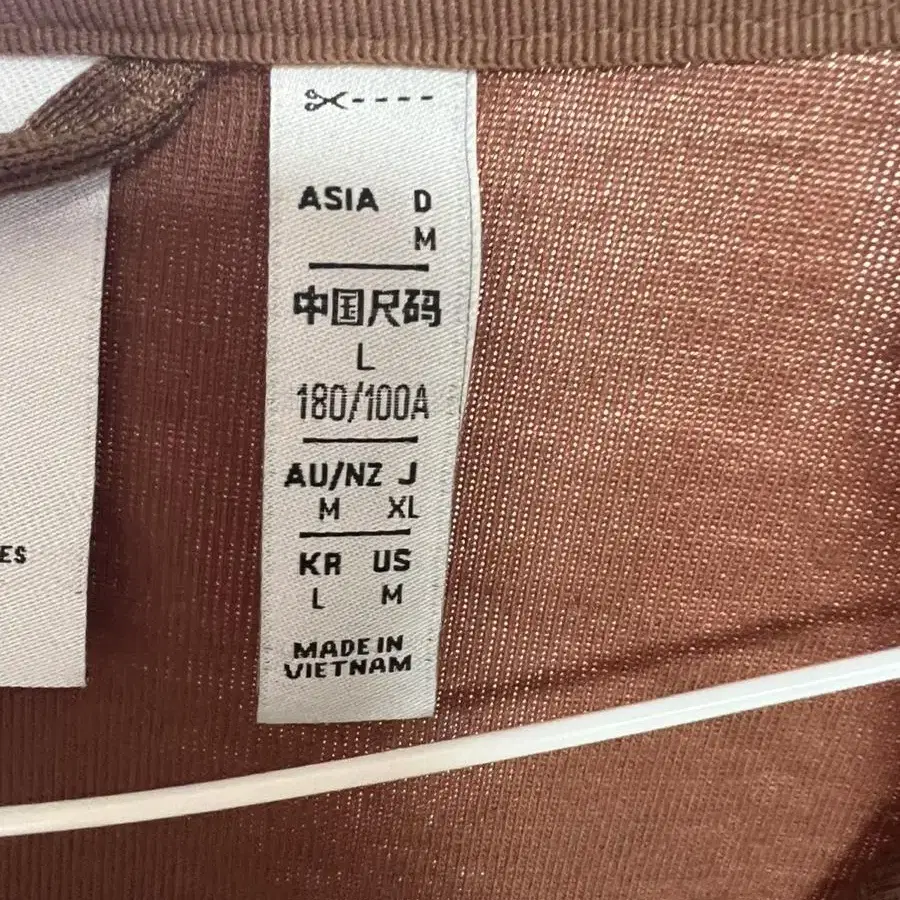 ASIA D
M
中国尺码
L
180/100A
AU/NZ J
M XL
KR US
L M
MADE IN
VIETNAM
ES